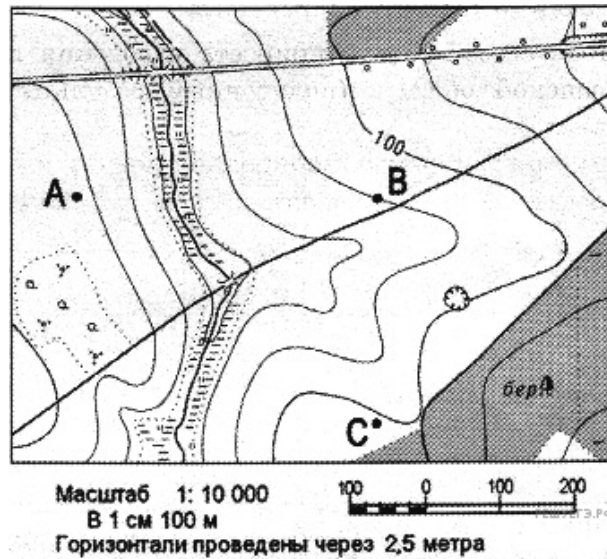 100
A
B
бер
C
Масштаб 1: 10 000
В 1 см 100 м
Горизонтали проведены через 2,5 метра
100 0 100 200